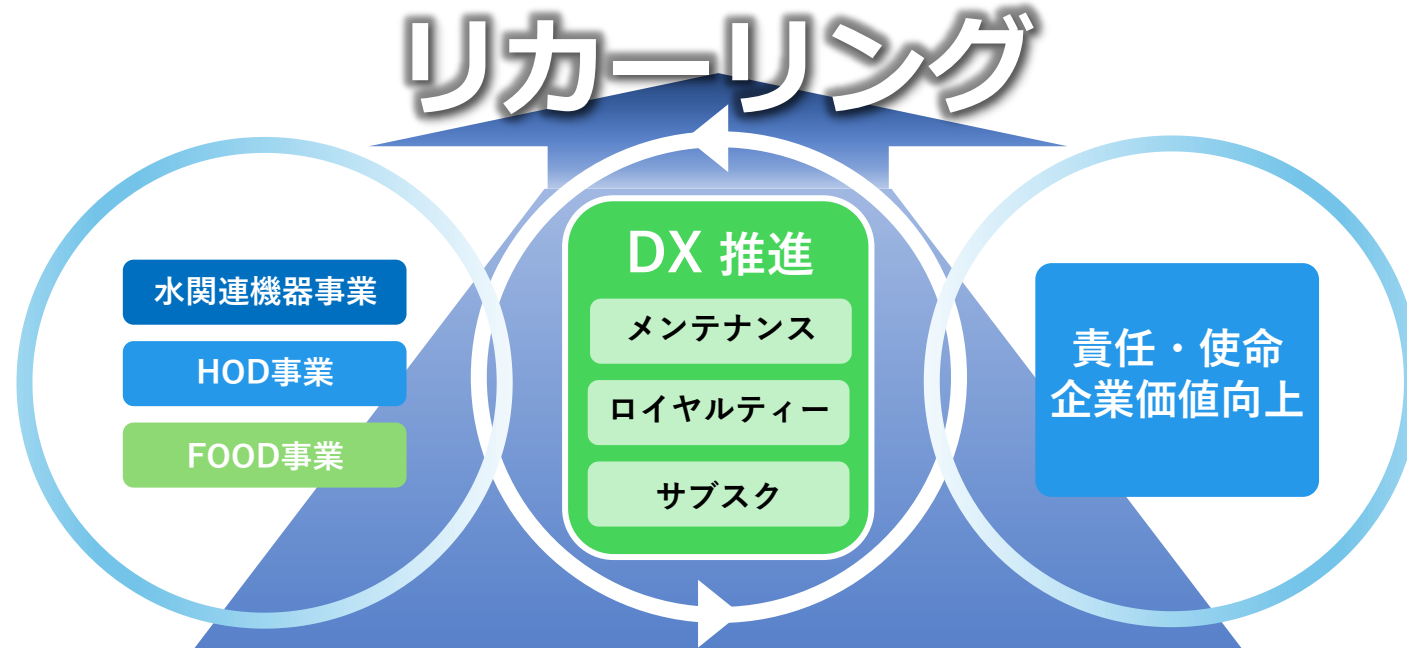 リカーリング
水関連機器事業
HOD事業
FOOD事業
DX 推進
メンテナンス
ロイヤルティー
サブスク
責任・使命
企業価値向上